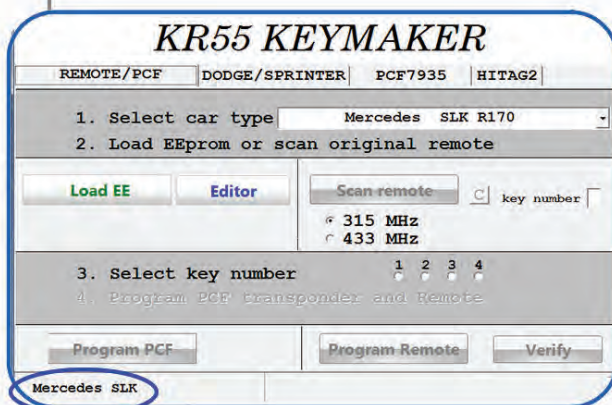 KR55 KEYMAKER
REMOTE/PCF DODGE/SPRINTER PCF7935 HITAG2
1. Select car type Mercedes SLK R170
2. Load EEprom or scan original remote
Load EE Editor Scan remote C key number
315 MHz
433 MHz
3. Select key number 1 2 3 4
4. Program PCF transponder and Remote
Program PCF Program Remote Verify
Mercedes SLK